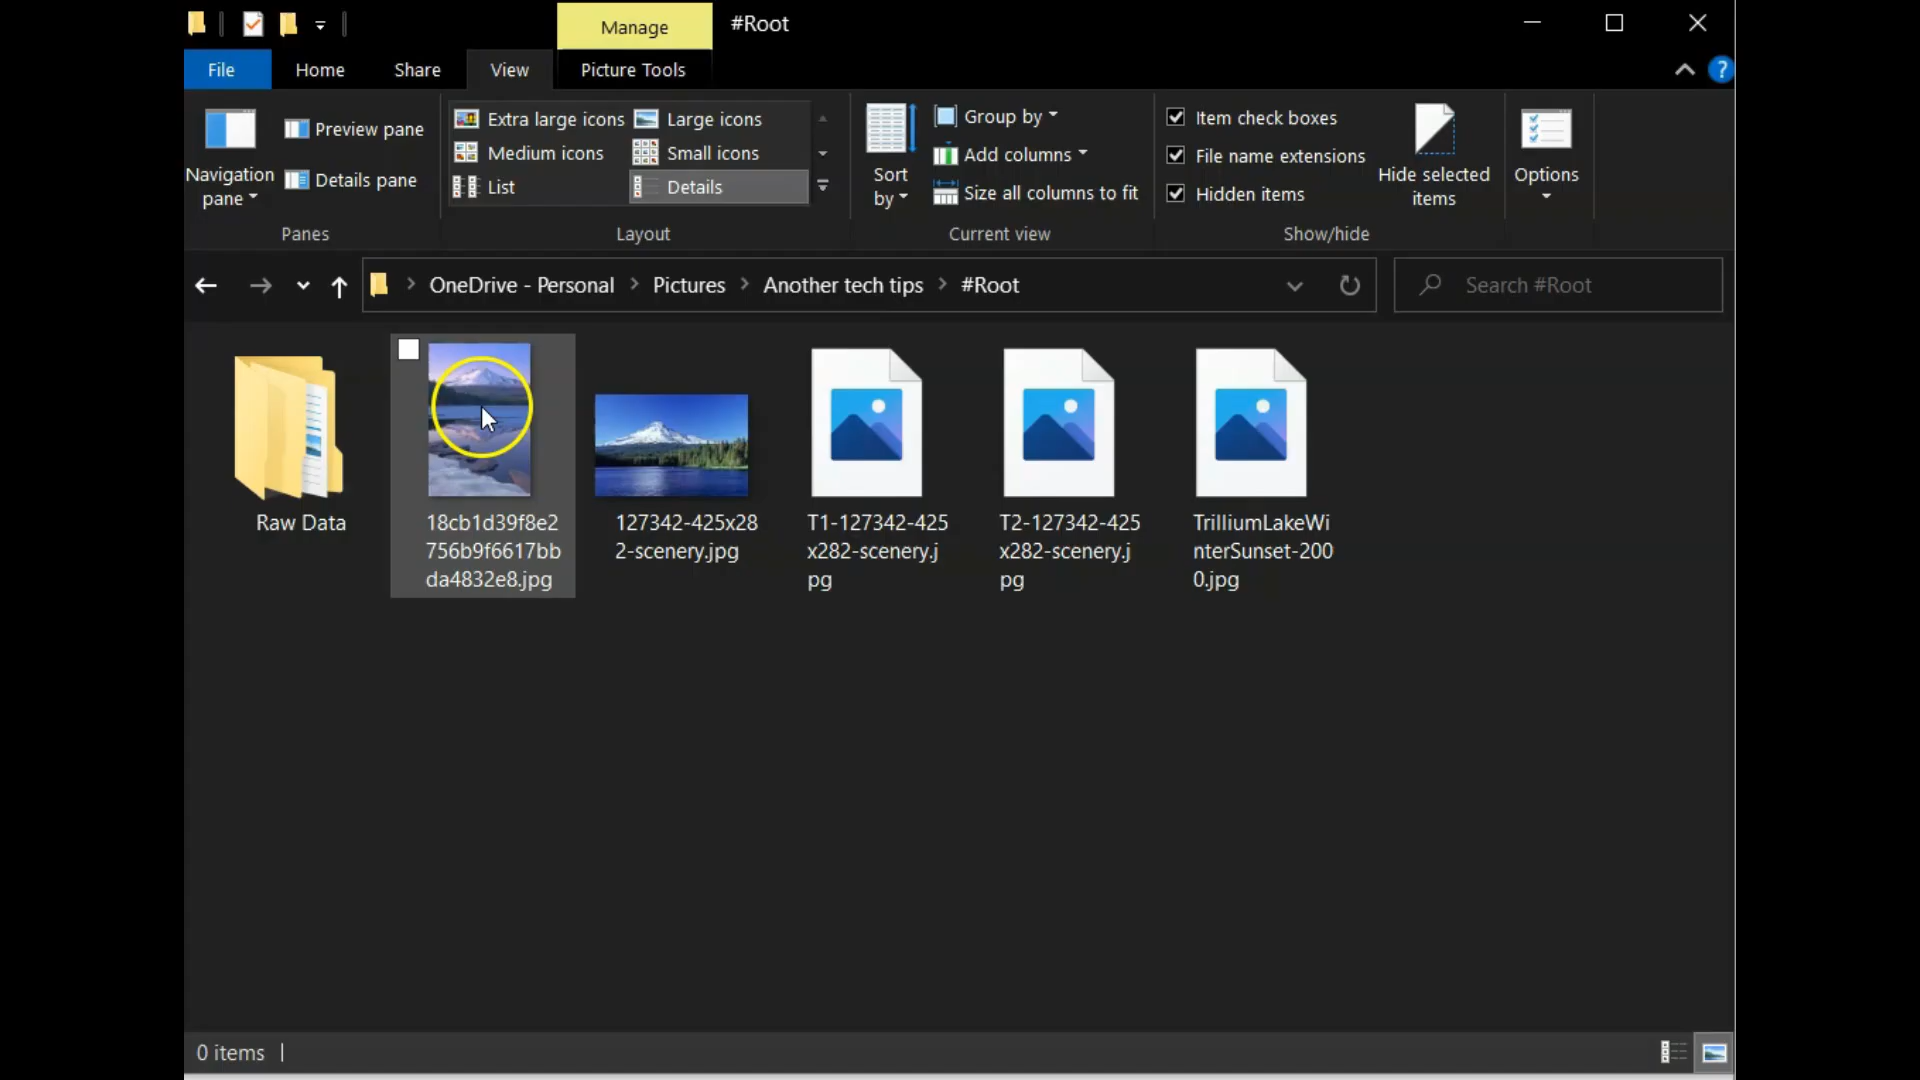 Manage
#Root
File
Home
Share
View
Picture Tools
?
Navigation
pane
Preview pane
Details pane
Panes
Extra large icons
Large icons
Medium icons
Small icons
List
Details
Layout
Sort
by
Group by
Add columns
Size all columns to fit
Current view
Item check boxes
File name extensions
Hidden items
Hide selected
items
Show/hide
Options
OneDrive - Personal > Pictures > Another tech tips > #Root
Search #Root
Raw Data
18cb1d39f8e2
756b9f6617bb
da4832e8.jpg
127342-425x28
2-scenery.jpg
T1-127342-425
x282-scenery.j
pg
T2-127342-425
x282-scenery.j
pg
TrilliumLakeWi
nterSunset-200
0.jpg
0 items